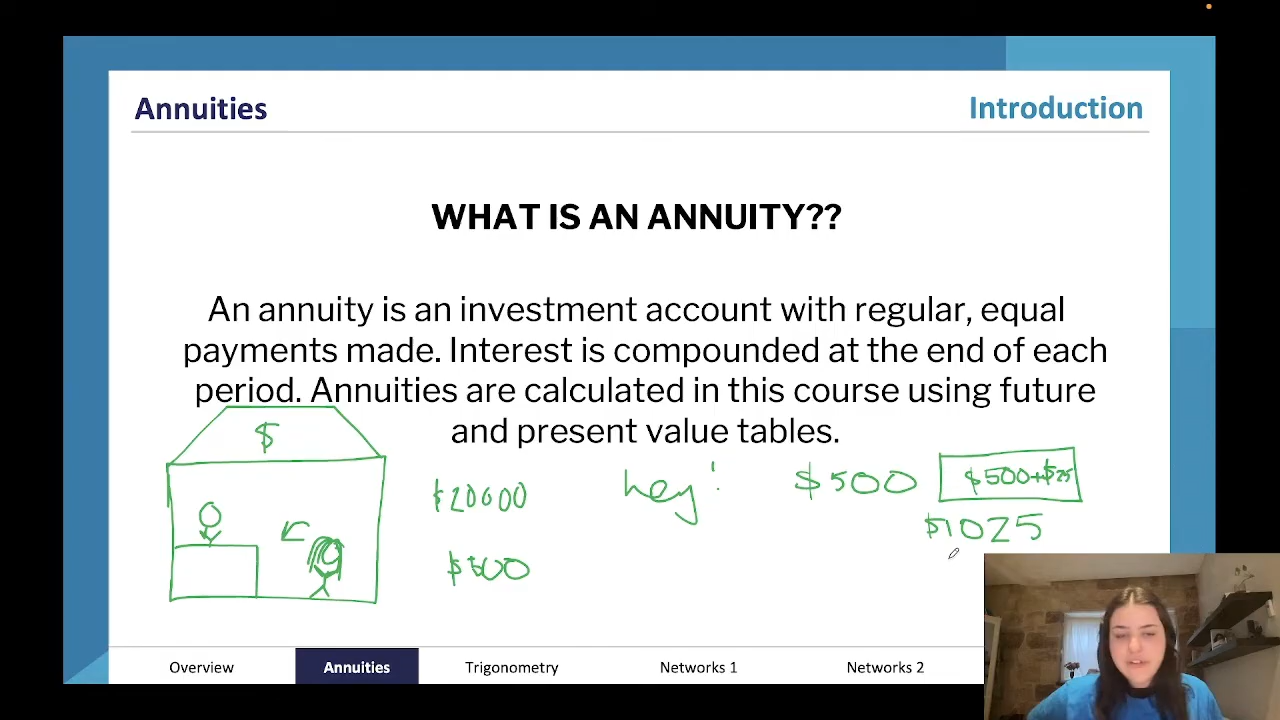 Annuities
Introduction
WHAT IS AN ANNUITY??
An annuity is an investment account with regular, equal
payments made. Interest is compounded at the end of each
period. Annuities are calculated in this course using future
and present value tables.
$
$20000
hey!
$500
$500+$25
$1025
$500
Overview
Annuities
Trigonometry
Networks 1
Networks 2